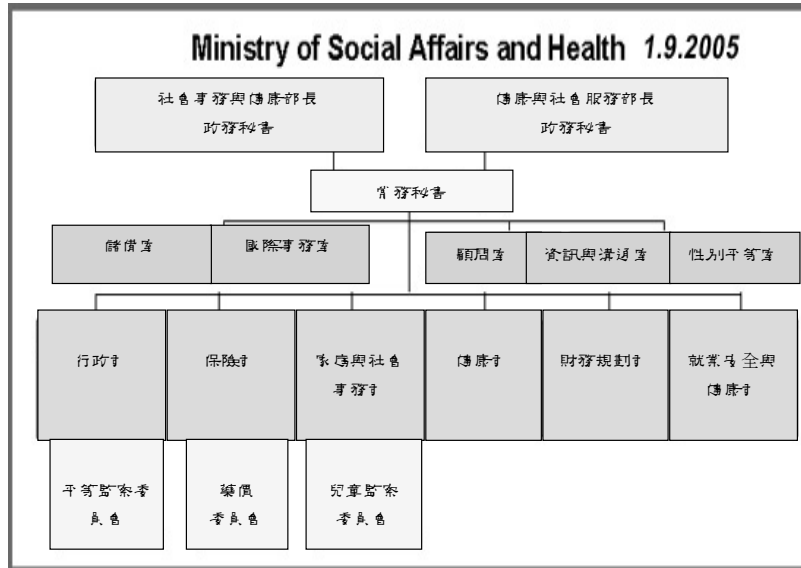 Ministry of Social Affairs and Health 1.9.2005
社會事務與健康部長
政務秘書
健康與社會服務部長
政務秘書
常務秘書
國際事務室
顧問室
資訊與溝通室
性別平等室
行政司
保險司
家庭與社會
事務司
健康司
財務規劃司
就業安全與
健康司
平等監察委
員會
藥價
委員會
兒童監察
委員會